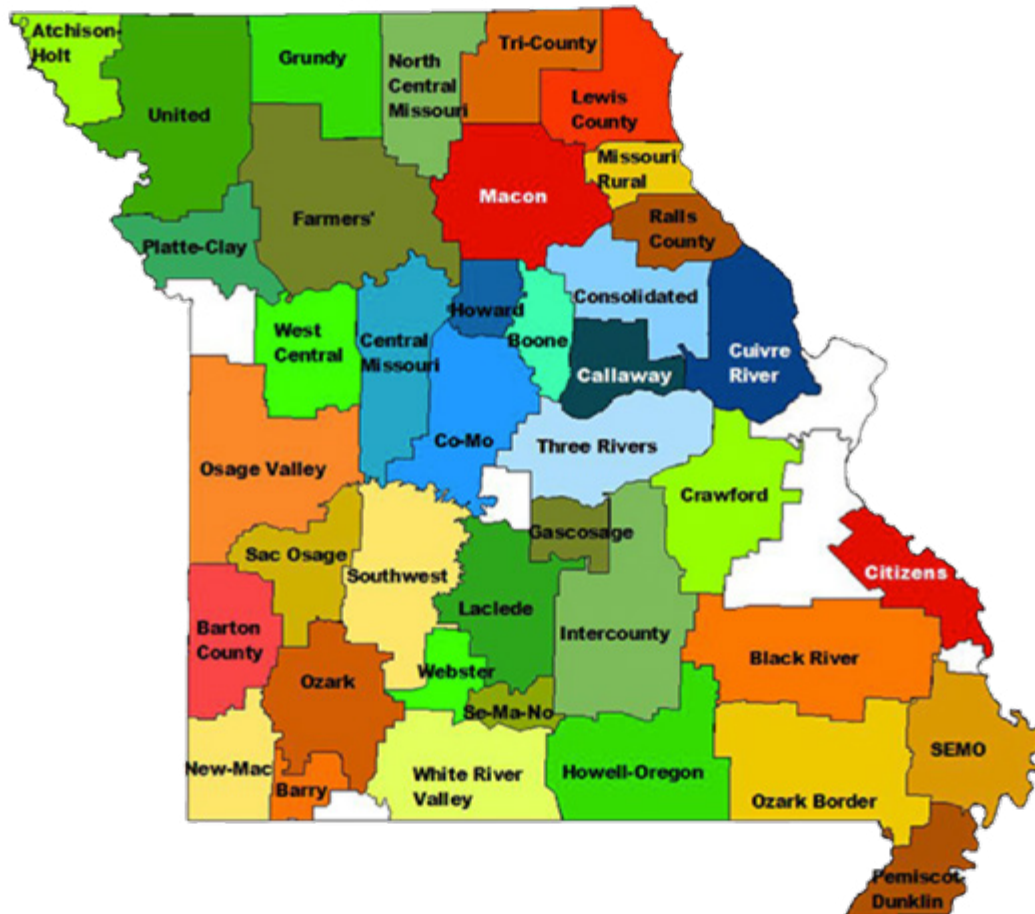 Atchison-
Holt
United
Grundy
North
Central
Missouri
Tri-County
Lewis
County
Missouri
Rural
Macon
Ralls
County
Farmers'
Platte-Clay
Howard
Boone
Consolidated
Callaway
Cuivre
River
West
Central
Central
Missouri
Co-Mo
Three Rivers
Osage Valley
Crawford
Gascosage
Sac Osage
Southwest
Laclede
Citizens
Barton
County
Intercounty
Ozark
Webster
Black River
Se-Ma-No
New-Mac
Barry
White River
Valley
Howell-Oregon
Ozark Border
SEMO
Pemiscot-
Dunklin